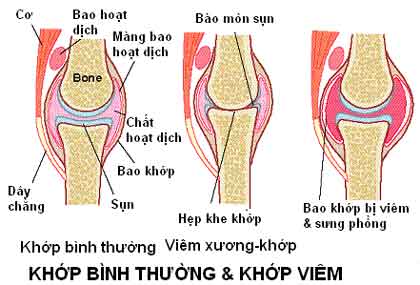 Cơ
Bao hoạt
dịch
Màng bao
hoạt dịch
Bone
Chất
hoạt dịch
Bao khớp
Dây
chằng
Sụn
Bào mòn sụn
Hẹp khe khớp
Bao khớp bị viêm
& sưng phồng
Khớp bình thường
Viêm xương-khớp
KHỚP BÌNH THƯỜNG & KHỚP VIÊM